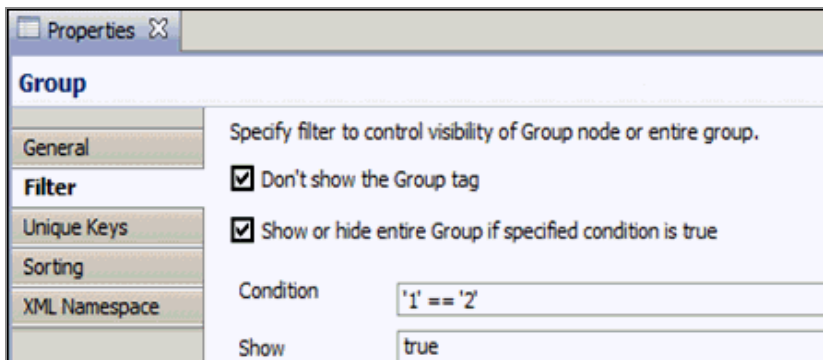 Properties
Group
General
Filter
Unique Keys
Sorting
XML Namespace
Specify filter to control visibility of Group node or entire group.
Don't show the Group tag
Show or hide entire Group if specified condition is true
Condition
'1' == '2'
Show
true